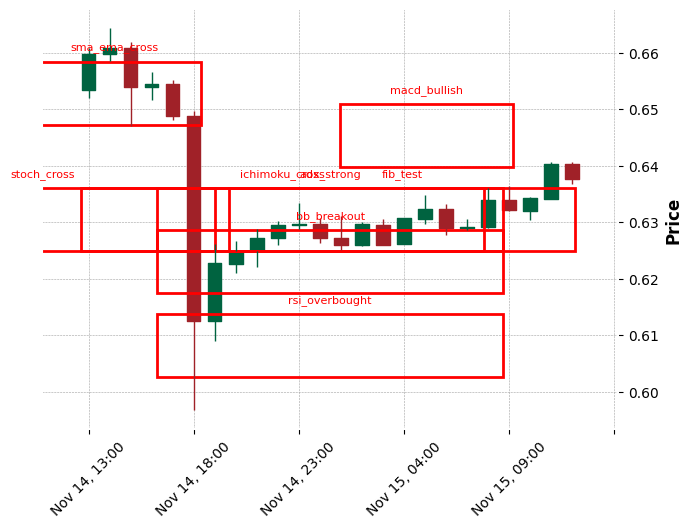 sma_ema_cross
0.66
macd_bullish
0.65
0.64
stoch_cross
ichimoku_cross
adx_strong
fib_test
0.63
bb_breakout
0.62
rsi_overbought
0.61
0.60
Price
Nov 14, 13:00
Nov 14, 18:00
Nov 14, 23:00
Nov 15, 04:00
Nov 15, 09:00